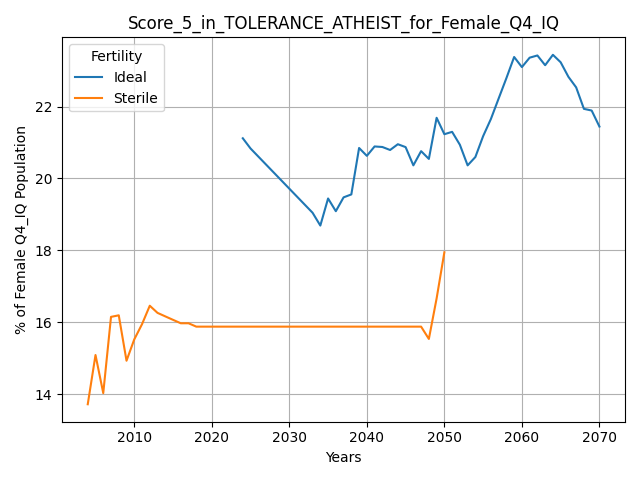 Score_5_in_TOLERANCE_ATHEIST_for_Female_Q4_IQ
Fertility
Ideal
Sterile
% of Female Q4_IQ Population
22
20
18
16
14
2010 2020 2030 2040 2050 2060 2070
Years